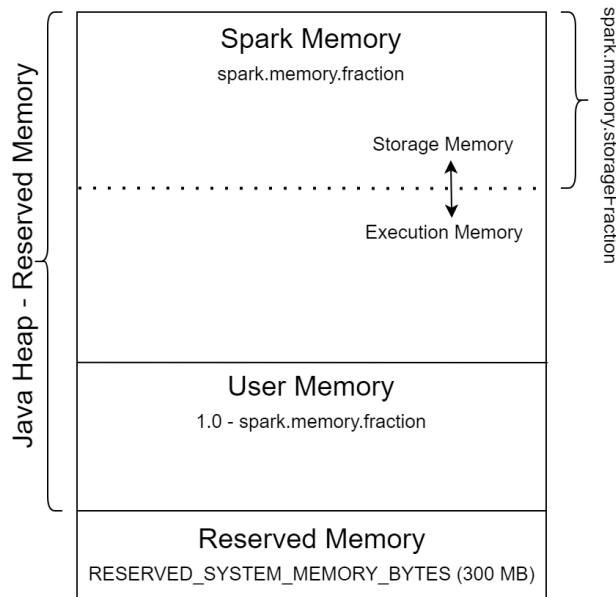 Spark Memory
spark.memory.fraction
spark.memory.storageFraction
Java Heap - Reserved Memory
Storage Memory
Execution Memory
User Memory
1.0 - spark.memory.fraction
Reserved Memory
RESERVED_SYSTEM_MEMORY_BYTES (300 MB)